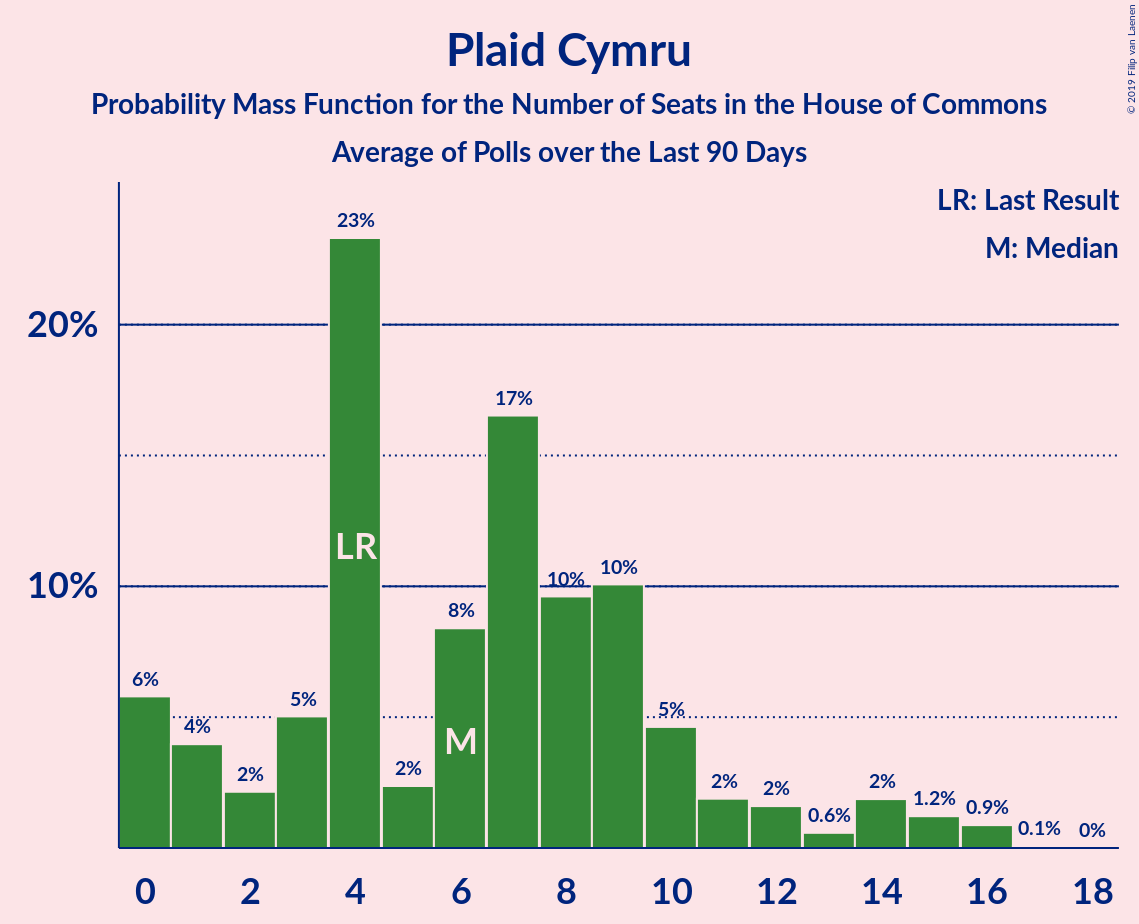 Plaid Cymru
Probability Mass Function for the Number of Seats in the House of Commons
Average of Polls over the Last 90 Days
© 2019 Filip van Laenen
LR: Last Result
M: Median
23%
20%
17%
LR
10%
10%
10%
8%
6%
5%
5%
4%
M
2%
2%
2%
2%
0.6%
2%
1.2%
0.9%
0.1%
0%
0 2 4 6 8 10 12 14 16 18